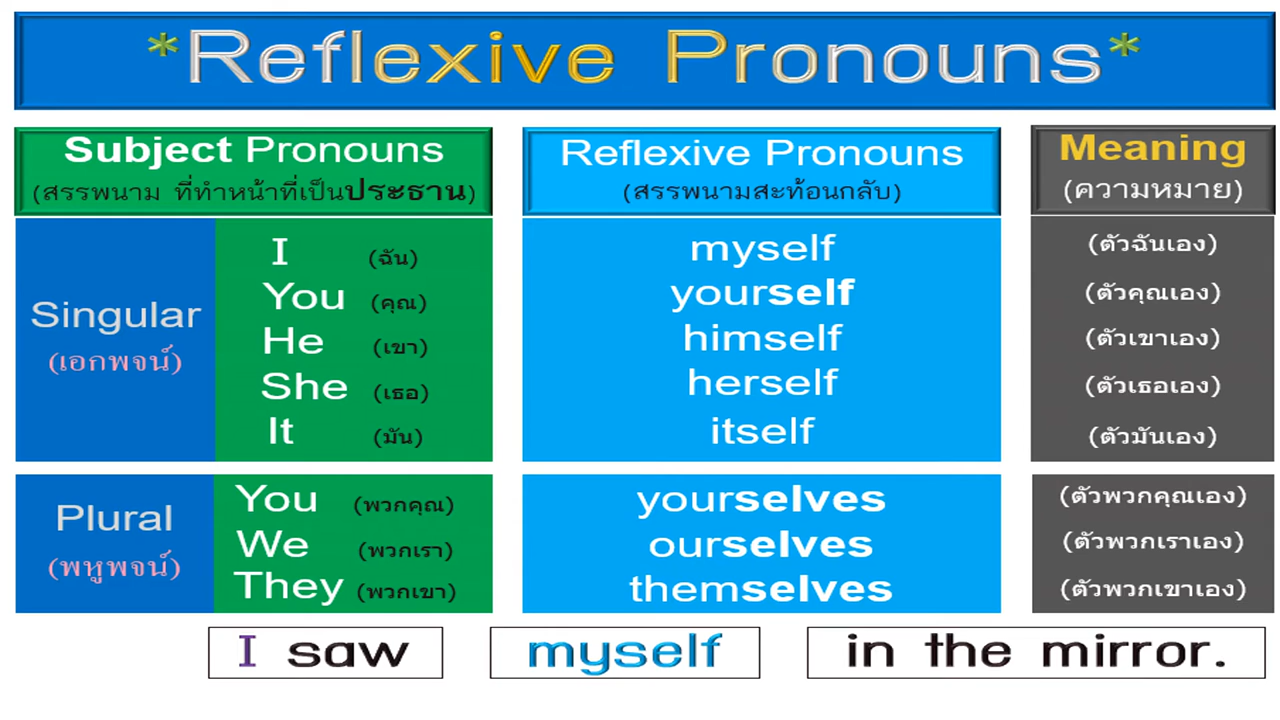 *Reflexive Pronouns*
Subject Pronouns
(สรรพนาม ที่ทำหน้าที่เป็นประธาน)
Reflexive Pronouns
(สรรพนามสะท้อนกลับ)
Meaning
(ความหมาย)
Singular
(เอกพจน์)
I (ฉัน) myself (ตัวฉันเอง)
You (คุณ) yourself (ตัวคุณเอง)
He (เขา) himself (ตัวเขาเอง)
She (เธอ) herself (ตัวเธอเอง)
It (มัน) itself (ตัวมันเอง)
Plural
(พหูพจน์)
You (พวกคุณ) yourselves (ตัวพวกคุณเอง)
We (พวกเรา) ourselves (ตัวพวกเราเอง)
They (พวกเขา) themselves (ตัวพวกเขาเอง)
I saw myself in the mirror.